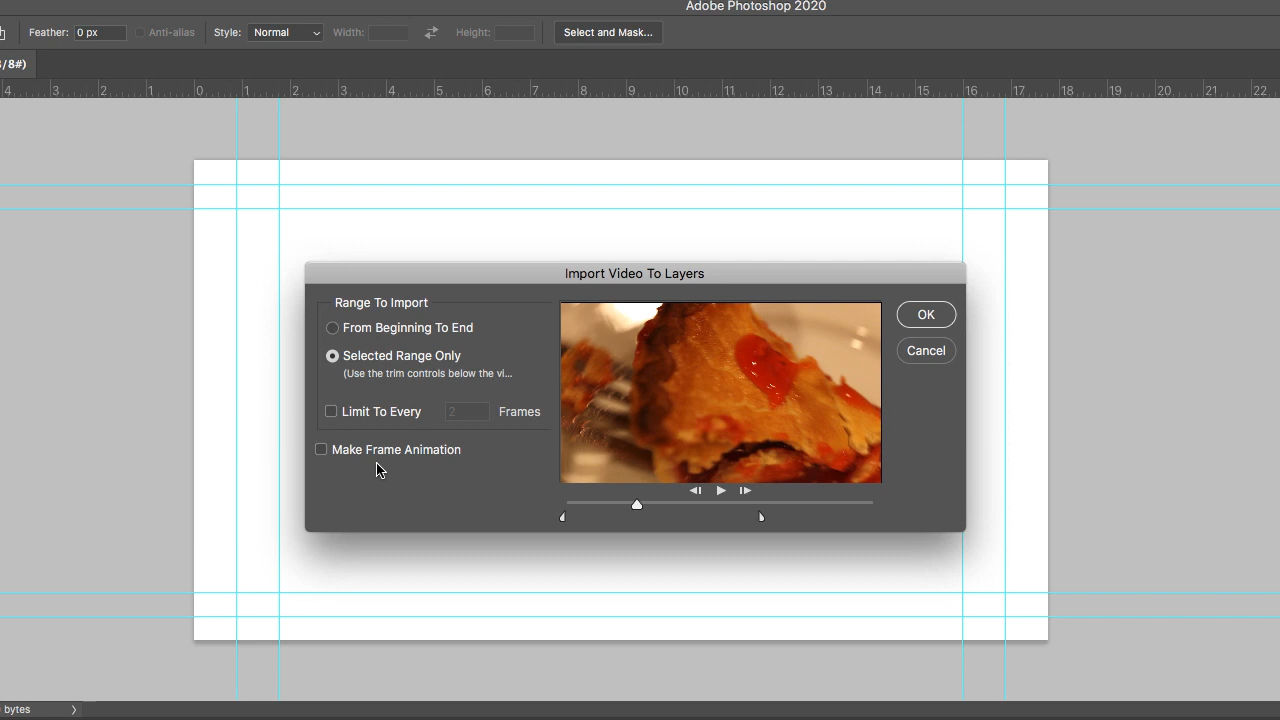 Adobe Photoshop 2020
Feather: 0 px Anti-alias Style: Normal Width: Height: Select and Mask...
/8#)
4 3 2 1 0 1 2 3 4 5 6 7 8 9 10 11 12 13 14 15 16 17 18 19 20 21 22
Import Video To Layers
Range To Import
From Beginning To End
Selected Range Only
(Use the trim controls below the vi...
Limit To Every 2 Frames
Make Frame Animation
OK
Cancel
bytes